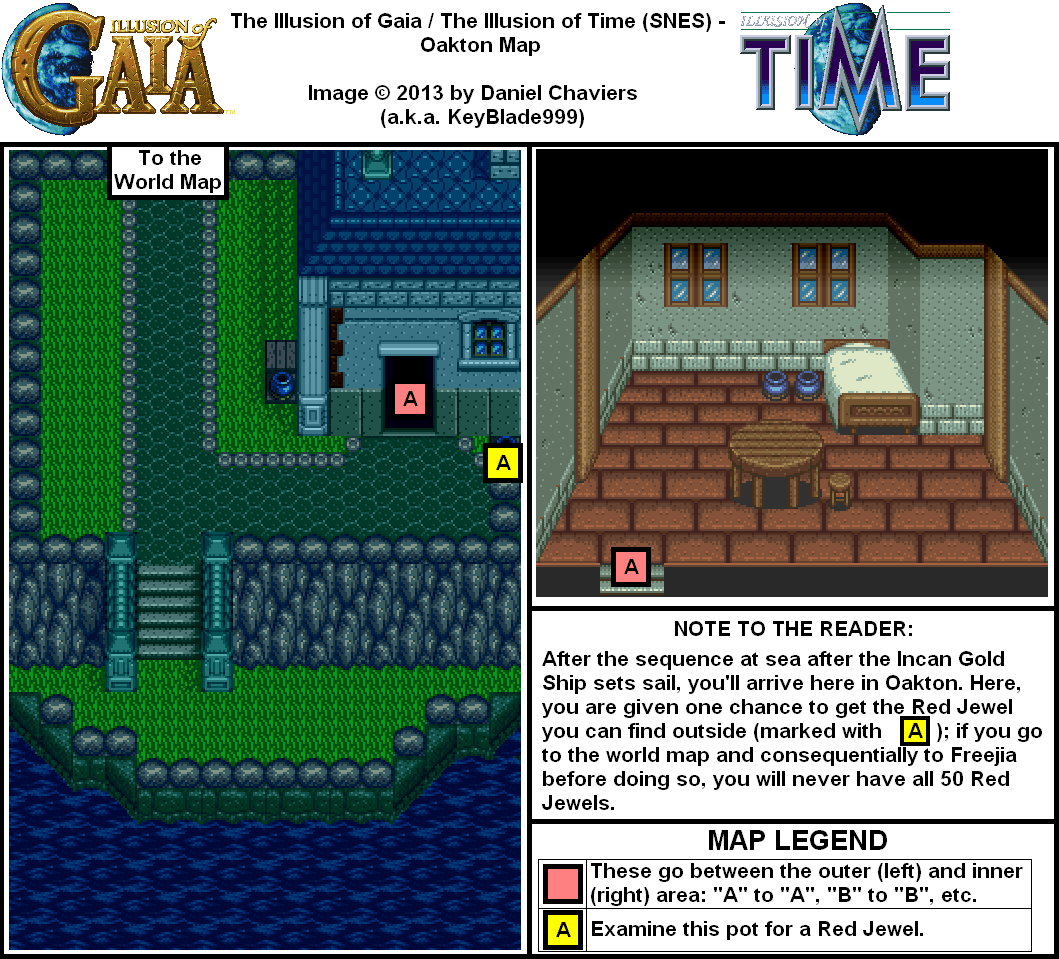 ILLUSION of
GAIA™
The Illusion of Gaia / The Illusion of Time (SNES) -
Oakton Map
Image © 2013 by Daniel Chaviers
(a.k.a. KeyBlade999)
ILLUSION of
TIME
To the
World Map
A
A
A
NOTE TO THE READER:
After the sequence at sea after the Incan Gold
Ship sets sail, you'll arrive here in Oakton. Here,
you are given one chance to get the Red Jewel
you can find outside (marked with A ); if you go
to the world map and consequentially to Freejia
before doing so, you will never have all 50 Red
Jewels.
MAP LEGEND
These go between the outer (left) and inner
(right) area: "A" to "A", "B" to "B", etc.
A Examine this pot for a Red Jewel.